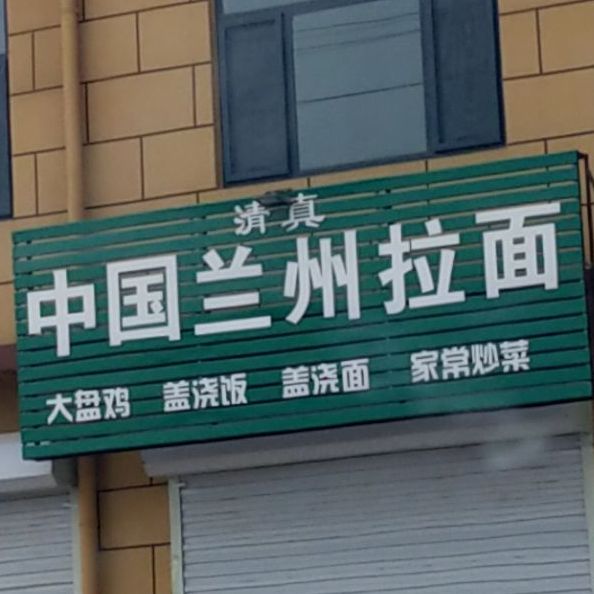 清真
中国兰州拉面
大盘鸡 盖浇饭 盖浇面 家常炒菜